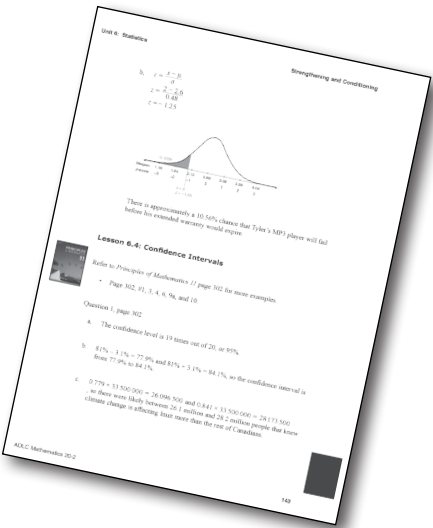 Unit 6: Statistics
Strengthening and Conditioning
b. z = x − μ / σ
z = 2 − 2.6 / 0.48
z = −1.25
There is approximately a 10.56% chance that Tyler's MP3 player will fail
before his extended warranty would expire.
Lesson 6.4: Confidence Intervals
Refer to Principles of Mathematics 11 page 302 for more examples.
• Page 302, #1, 3, 4, 6, 9a, and 10
Question 1, page 302
a. The confidence level is 19 times out of 20, or 95%.
b. 81% − 3.1% = 77.9% and 81% + 3.1% = 84.1%, so the confidence interval is
from 77.9% to 84.1%.
c. 0.779 × 33 500 000 = 26 096 500 and 0.841 × 33 500 000 = 28 173 500
, so there were likely between 26.1 million and 28.2 million people that knew
climate change is affecting Inuit more than the rest of Canadians.
ADLC Mathematics 20-2
143